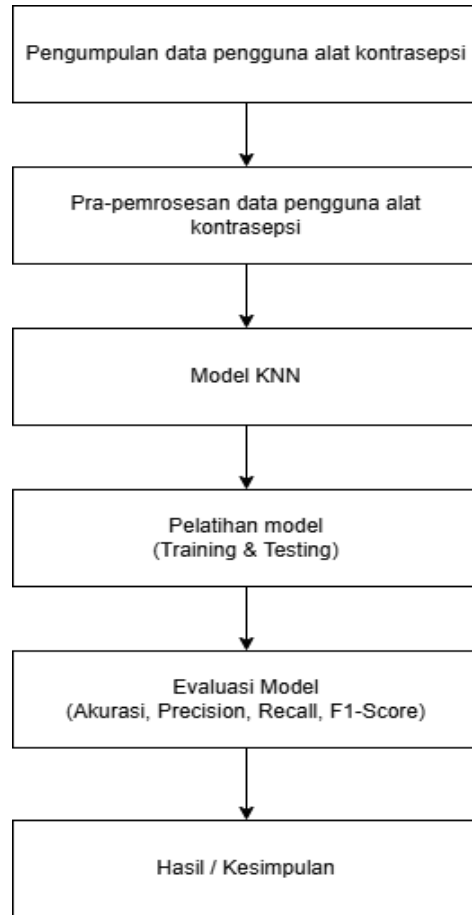 Pengumpulan data pengguna alat kontrasepsi
Pra-pemrosesan data pengguna alat
kontrasepsi
Model KNN
Pelatihan model
(Training & Testing)
Evaluasi Model
(Akurasi, Precision, Recall, F1-Score)
Hasil / Kesimpulan